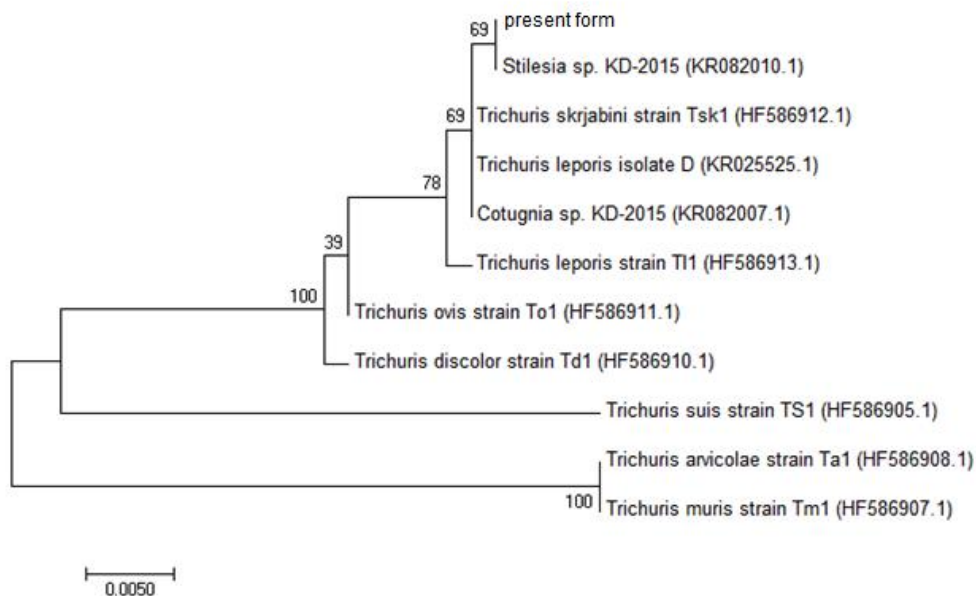 present form
69
Stilesia sp. KD-2015 (KR082010.1)
69
Trichuris skrjabini strain Tsk1 (HF586912.1)
Trichuris leporis isolate D (KR025525.1)
78
Cotugnia sp. KD-2015 (KR082007.1)
39
Trichuris leporis strain Tl1 (HF586913.1)
100
Trichuris ovis strain To1 (HF586911.1)
Trichuris discolor strain Td1 (HF586910.1)
Trichuris suis strain TS1 (HF586905.1)
Trichuris arvicolae strain Ta1 (HF586908.1)
100
Trichuris muris strain Tm1 (HF586907.1)
0.0050